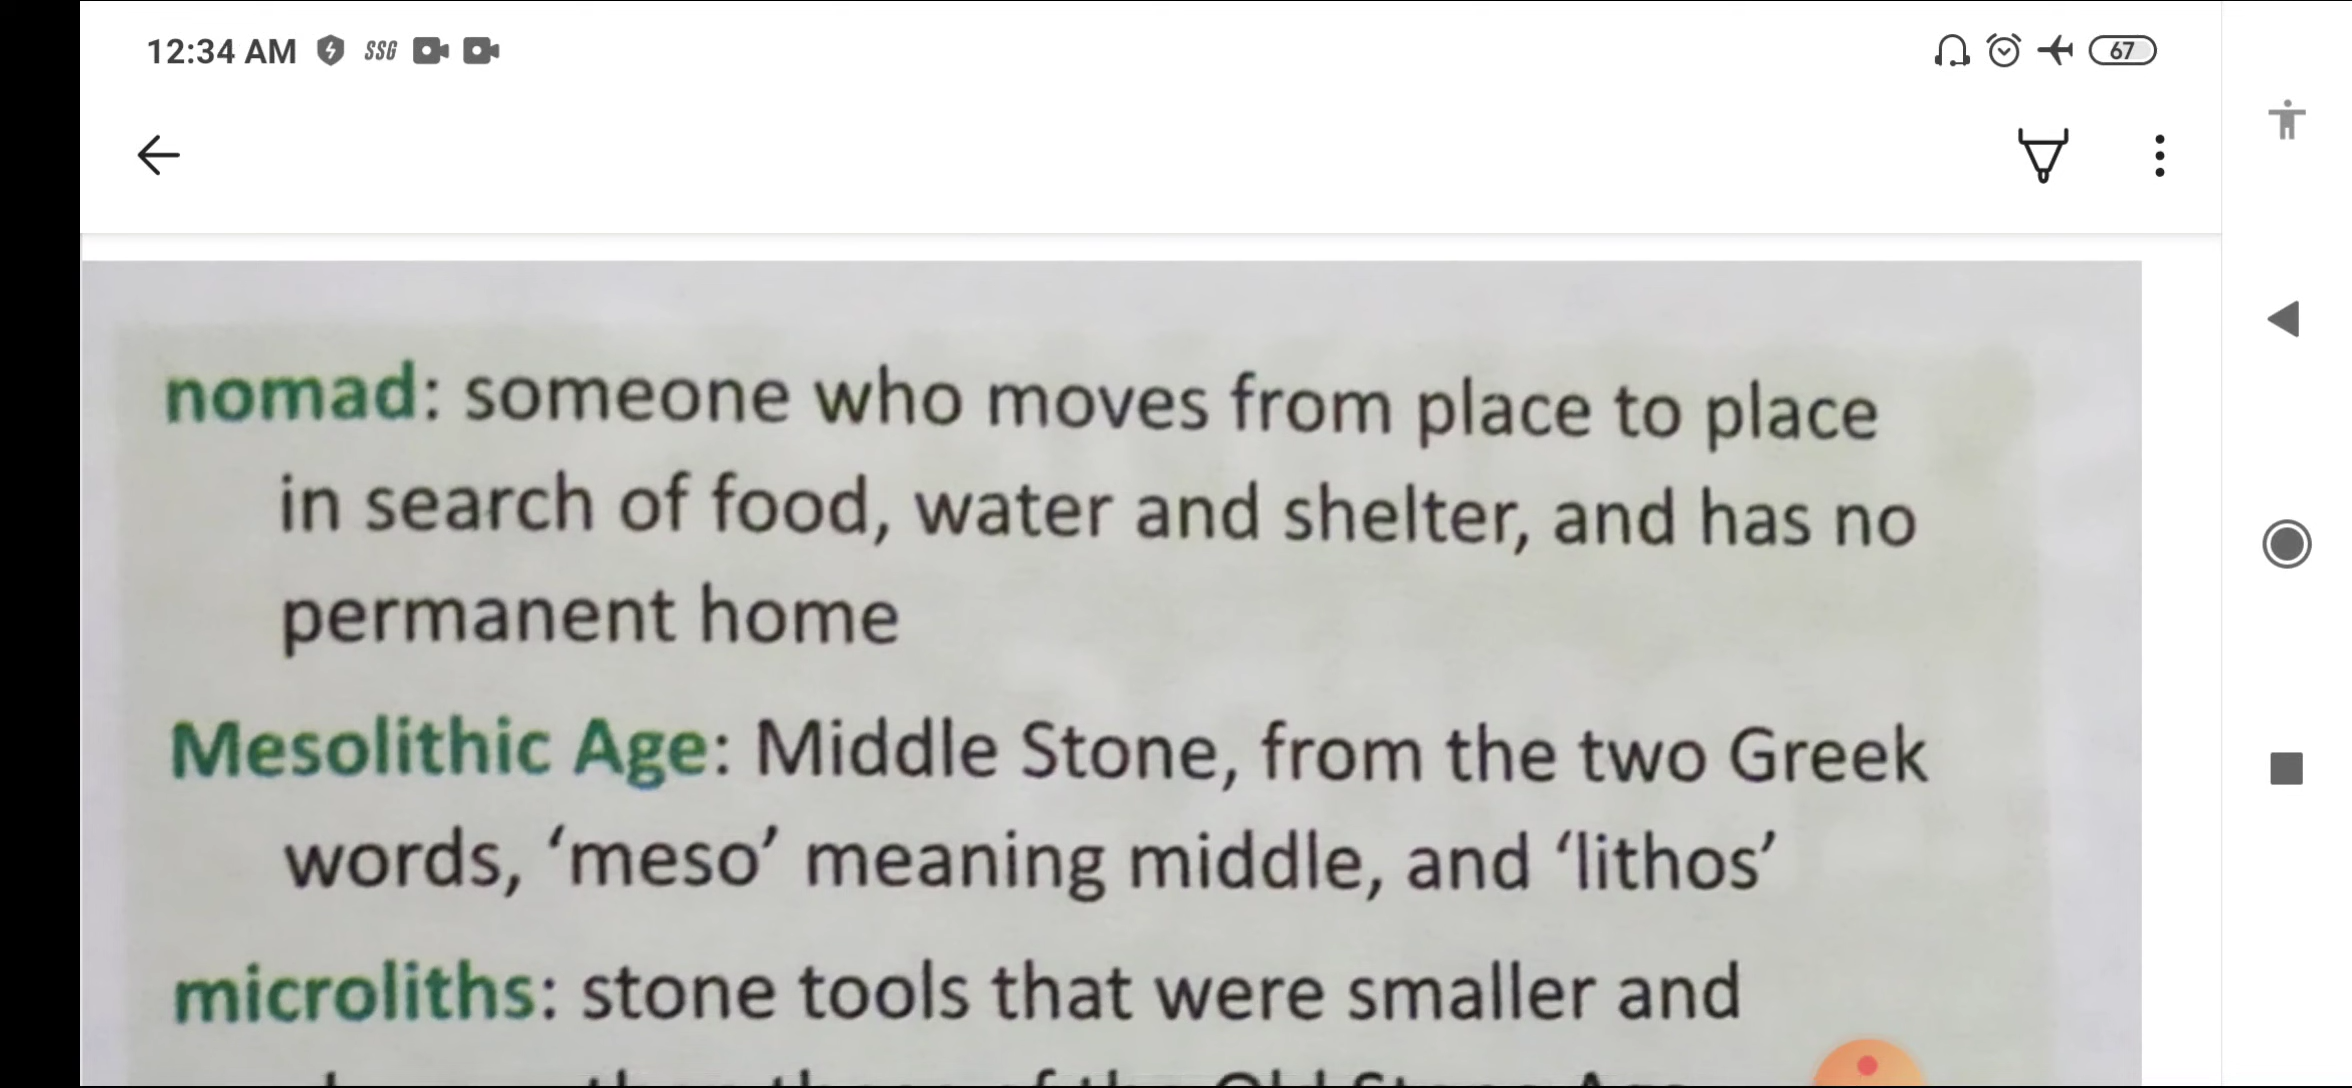 12:34 AM SSG 67
nomad: someone who moves from place to place
in search of food, water and shelter, and has no
permanent home
Mesolithic Age: Middle Stone, from the two Greek
words, ‘meso’ meaning middle, and ‘lithos’
microliths: stone tools that were smaller and